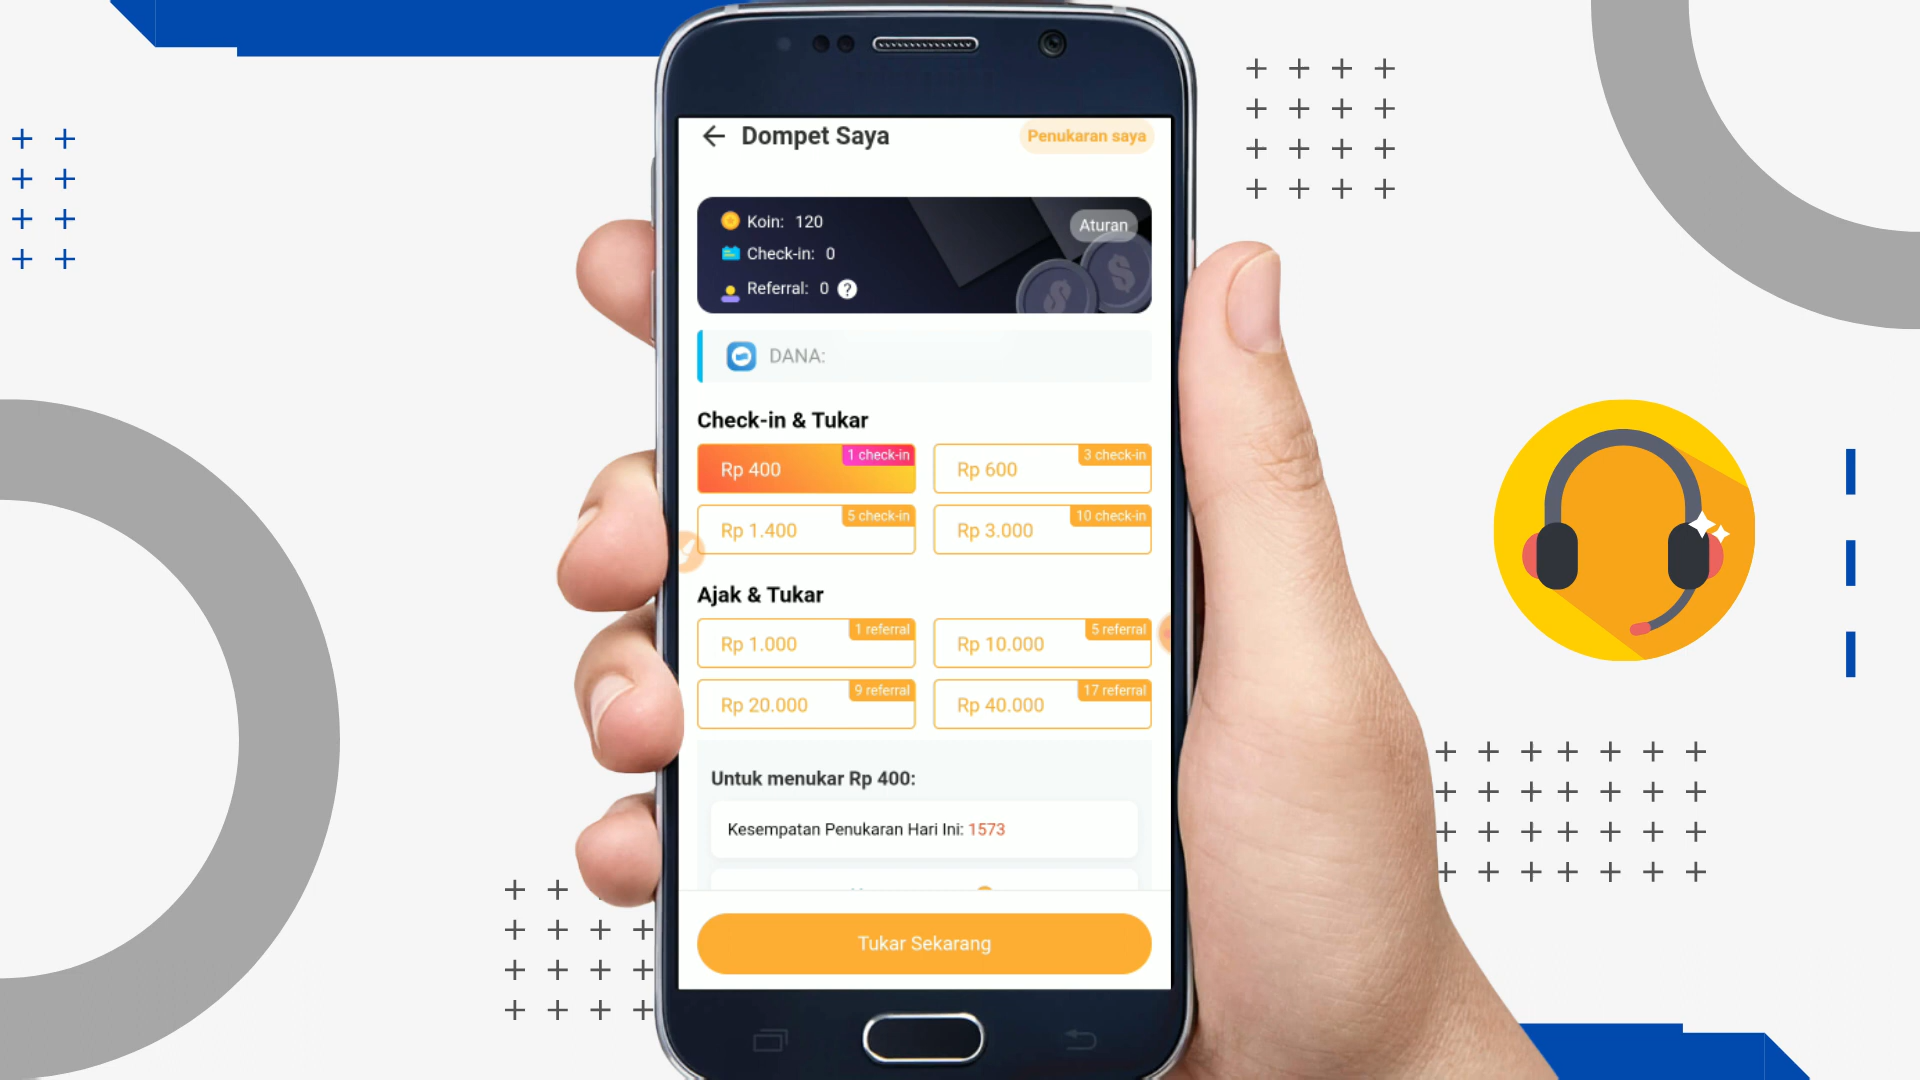 Dompet Saya
Penukaran saya
Koin: 120
Aturan
Check-in: 0
Referral: 0 ?
DANA:
Check-in & Tukar
Rp 400
1 check-in
Rp 600
3 check-in
Rp 1.400
5 check-in
Rp 3.000
10 check-in
Ajak & Tukar
Rp 1.000
1 referral
Rp 10.000
5 referral
Rp 20.000
9 referral
Rp 40.000
17 referral
Untuk menukar Rp 400:
Kesempatan Penukaran Hari Ini: 1573
Tukar Sekarang